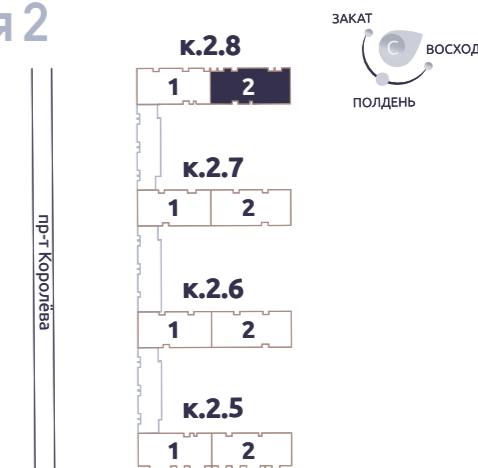 я 2
к.2.8
1 2
к.2.7
1 2
к.2.6
1 2
к.2.5
1 2
пр-т Королёва
ЗАКАТ
С
ВОСХОД
ПОЛДЕНЬ